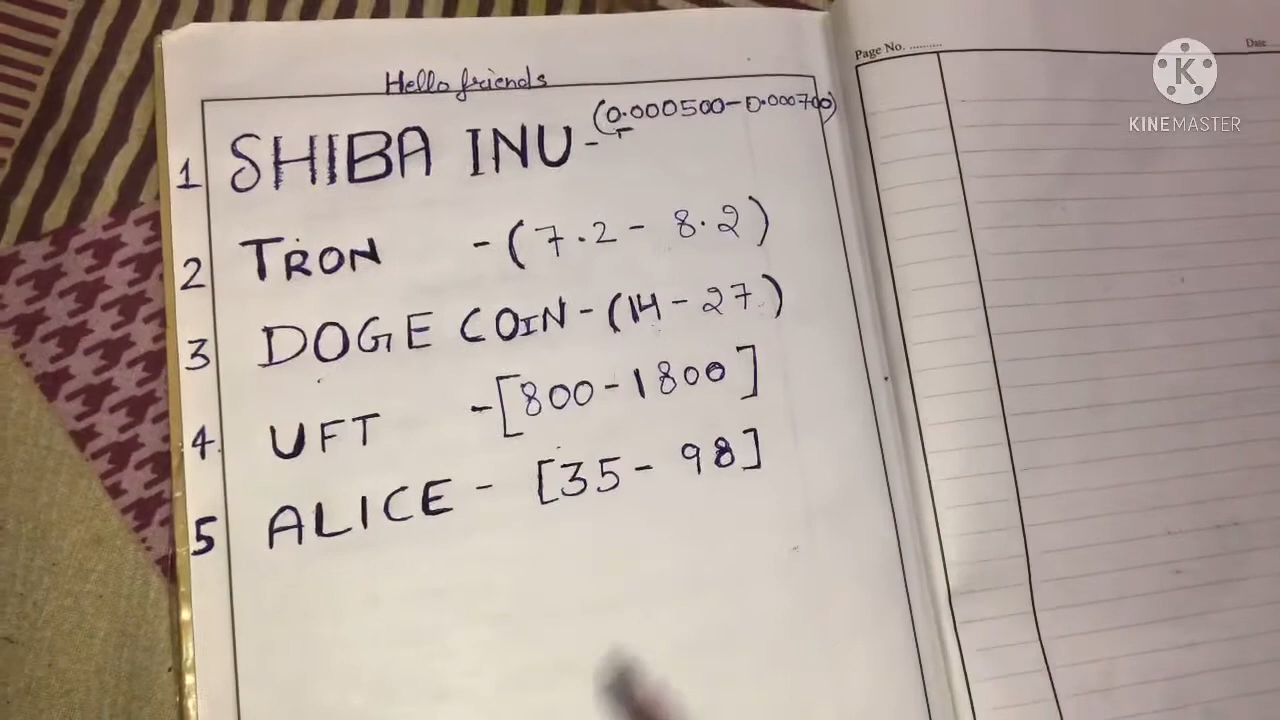 Hello friends
1 SHIBA INU - (0.000500-0.000700)
2 TRON - (7.2 - 8.2)
3 DOGE COIN - (14 - 27)
4. UFT - [800 - 1800]
5 ALICE - [35 - 98]
Page No. ..........
Date
K
KINEMASTER